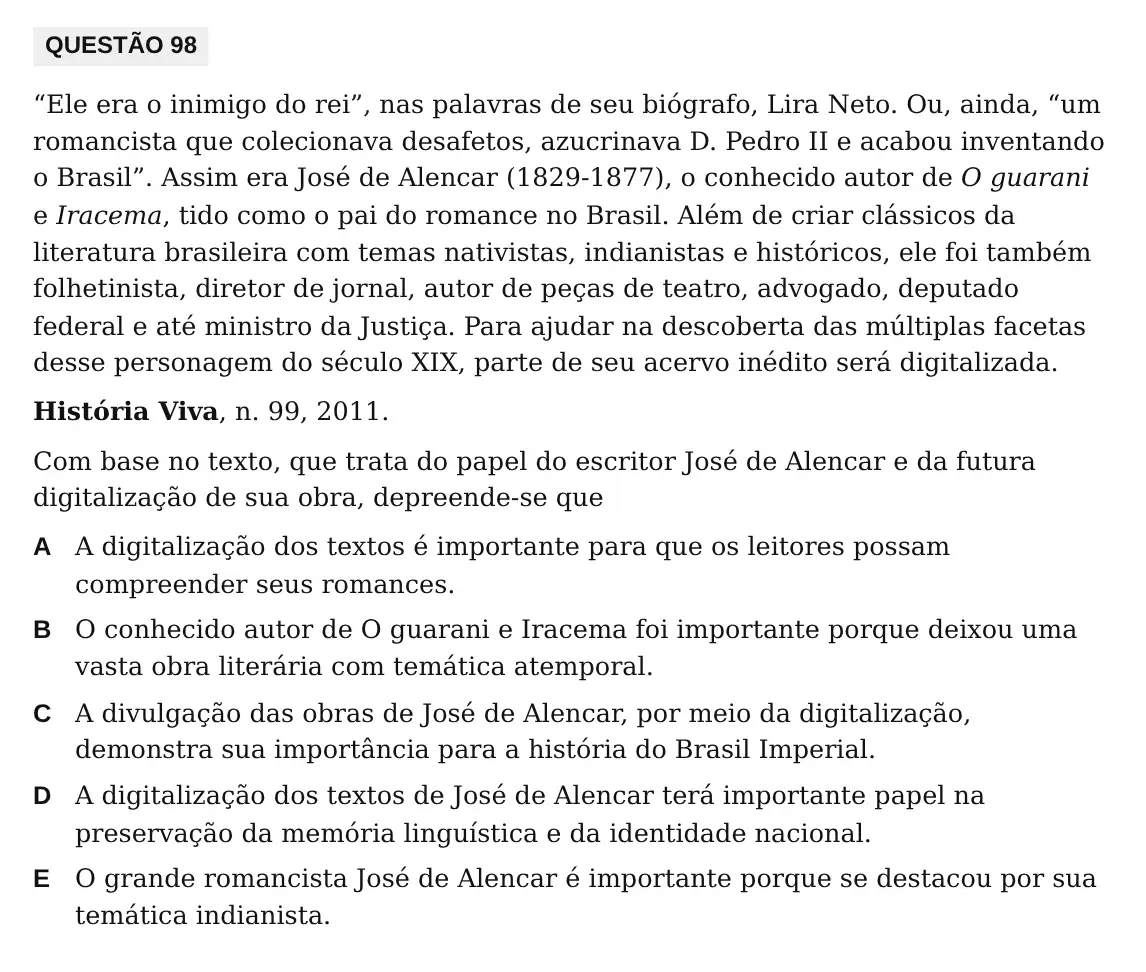 QUESTÃO 98
“Ele era o inimigo do rei”, nas palavras de seu biógrafo, Lira Neto. Ou, ainda, “um
romancista que colecionava desafetos, azucrinava D. Pedro II e acabou inventando
o Brasil”. Assim era José de Alencar (1829-1877), o conhecido autor de O guarani
e Iracema, tido como o pai do romance no Brasil. Além de criar clássicos da
literatura brasileira com temas nativistas, indianistas e históricos, ele foi também
folhetinista, diretor de jornal, autor de peças de teatro, advogado, deputado
federal e até ministro da Justiça. Para ajudar na descoberta das múltiplas facetas
desse personagem do século XIX, parte de seu acervo inédito será digitalizada.
História Viva, n. 99, 2011.
Com base no texto, que trata do papel do escritor José de Alencar e da futura
digitalização de sua obra, depreende-se que
A A digitalização dos textos é importante para que os leitores possam
compreender seus romances.
B O conhecido autor de O guarani e Iracema foi importante porque deixou uma
vasta obra literária com temática atemporal.
C A divulgação das obras de José de Alencar, por meio da digitalização,
demonstra sua importância para a história do Brasil Imperial.
D A digitalização dos textos de José de Alencar terá importante papel na
preservação da memória linguística e da identidade nacional.
E O grande romancista José de Alencar é importante porque se destacou por sua
temática indianista.